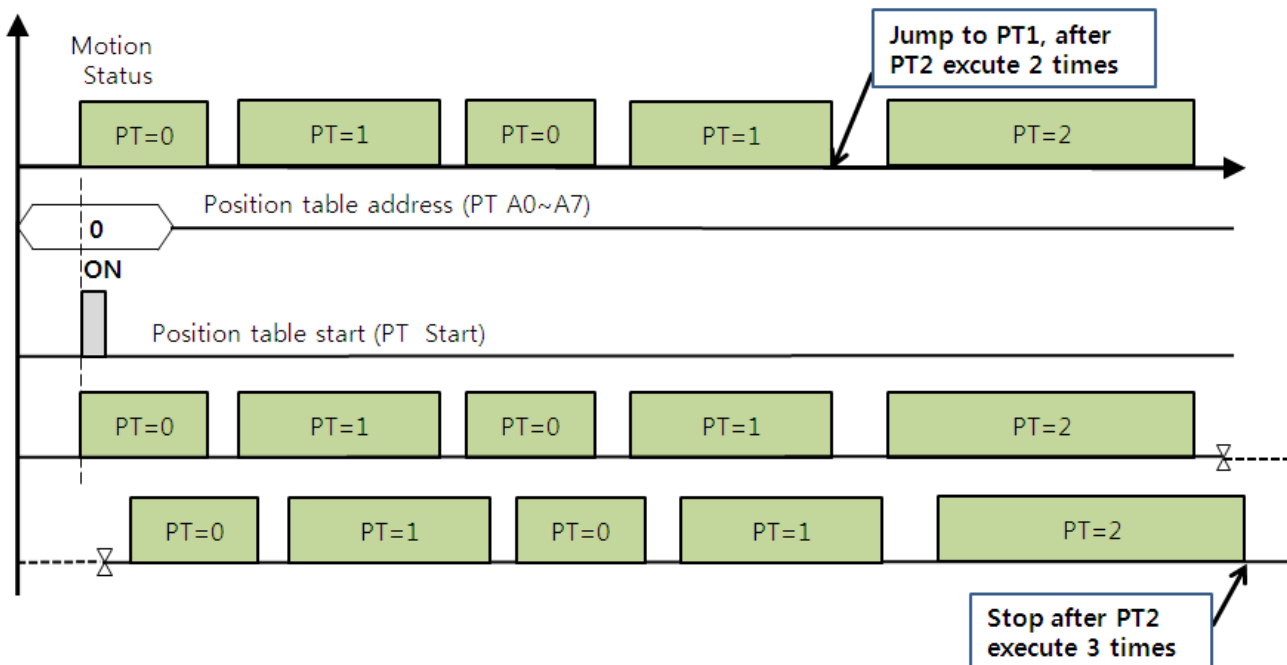 Jump to PT1, after
PT2 excute 2 times
Motion
Status
PT=0 PT=1 PT=0 PT=1 PT=2
Position table address (PT A0~A7)
0
ON
Position table start (PT Start)
PT=0 PT=1 PT=0 PT=1 PT=2
PT=0 PT=1 PT=0 PT=1 PT=2
Stop after PT2
execute 3 times